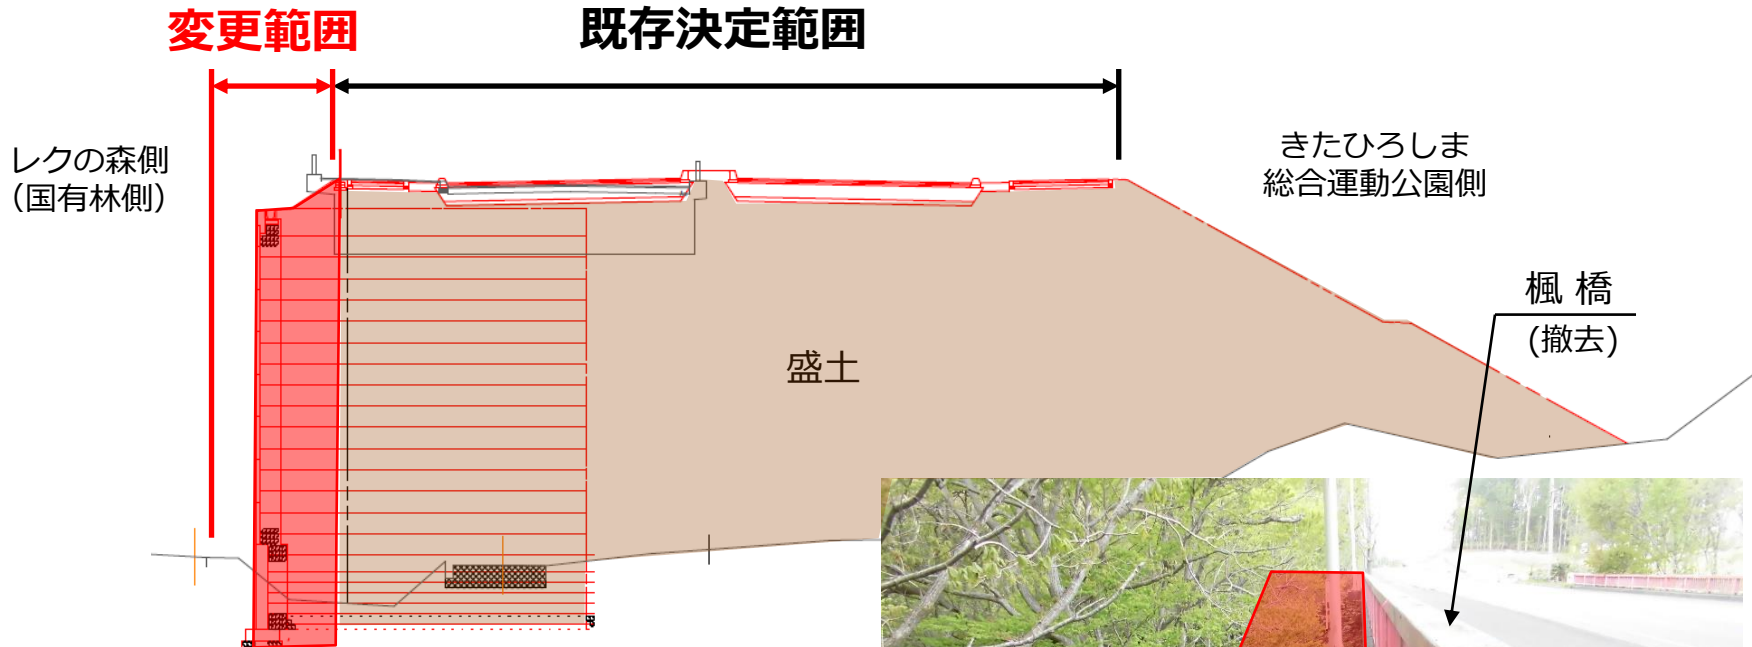 変更範囲
既存決定範囲
レクの森側
（国有林側）
きたひろしま
総合運動公園側
楓 橋
(撤去)
盛土